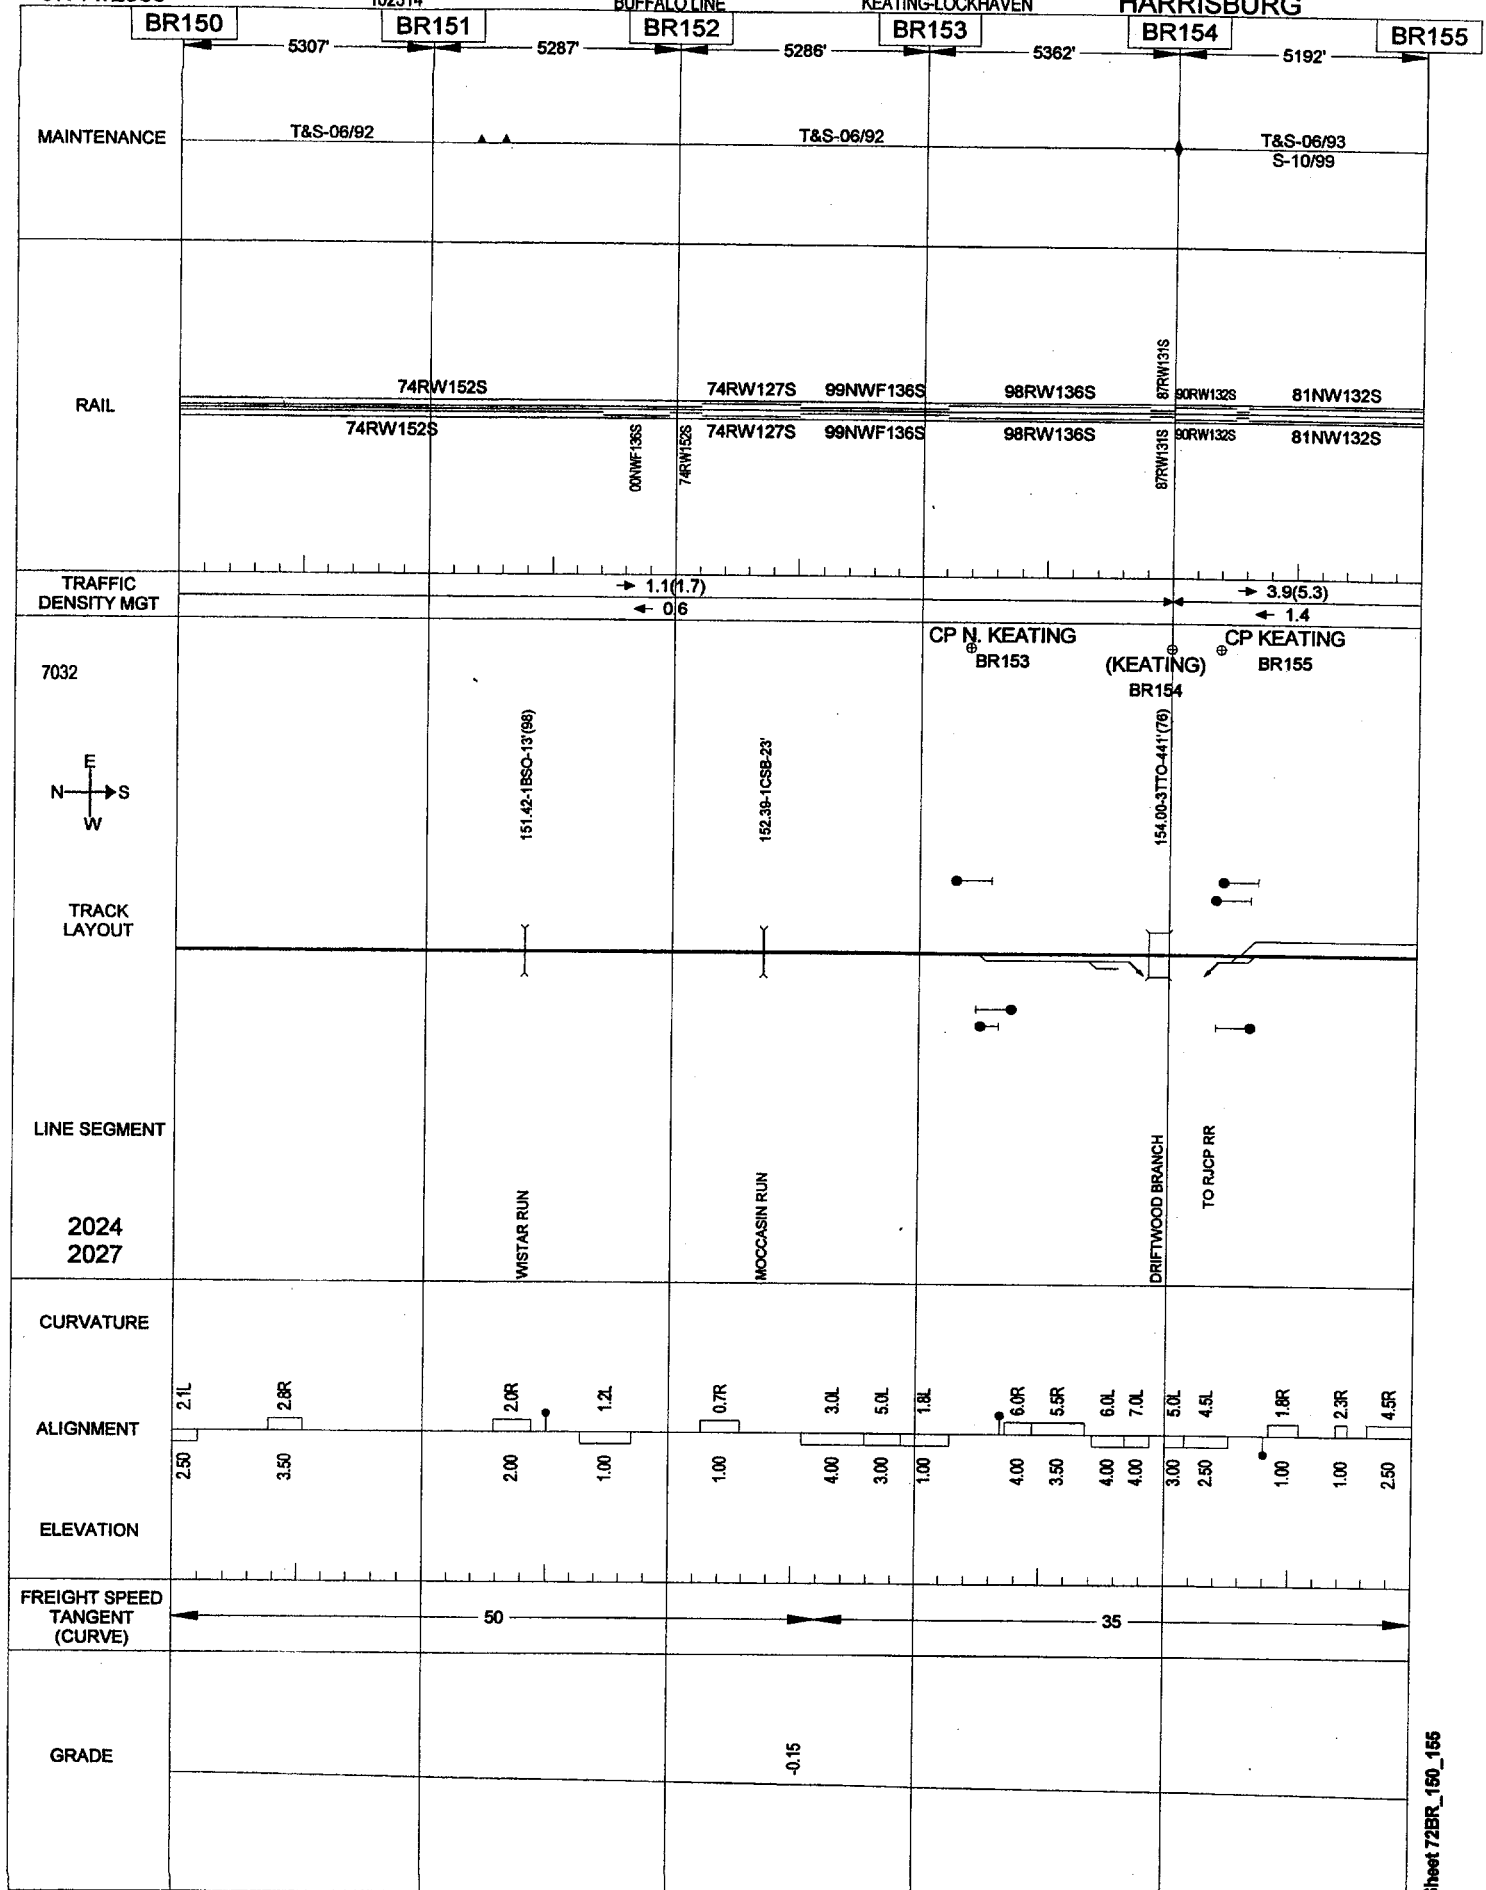 BUFFALO LINE
KEATING-LOCKHAVEN
HARRISBURG
BR150
BR151
BR152
BR153
BR154
BR155
5307'
5287'
5286'
5362'
5192'
MAINTENANCE
T&S-06/92
T&S-06/92
T&S-06/93
S-10/99
RAIL
74RW152S
74RW127S
99NWF136S
98RW136S
87RW131S
90RW132S
81NW132S
74RW152S
00NWF136S
74RW152S
74RW127S
99NWF136S
98RW136S
87RW131S
90RW132S
81NW132S
TRAFFIC
DENSITY MGT
1.1(1.7)
0.6
3.9(5.3)
1.4
CP N. KEATING
BR153
(KEATING)
BR154
CP KEATING
BR155
7032
E
N S
W
151.42-1BSO-13'(98)
152.39-1CSB-23'
154.00-3TTO-441'(76)
TRACK
LAYOUT
LINE SEGMENT
2024
2027
WISTAR RUN
MOCCASIN RUN
DRIFTWOOD BRANCH
TO RJCP RR
CURVATURE
2.1L
2.8R
2.0R
1.2L
0.7R
3.0L
5.0L
1.8L
6.0R
5.5R
6.0L
7.0L
5.0L
4.5L
1.8R
2.3R
4.5R
ALIGNMENT
2.50
3.50
2.00
1.00
1.00
4.00
3.00
1.00
4.00
3.50
4.00
4.00
3.00
2.50
1.00
1.00
2.50
ELEVATION
FREIGHT SPEED
TANGENT
(CURVE)
50
35
GRADE
-0.15
Sheet 72BR_150_155